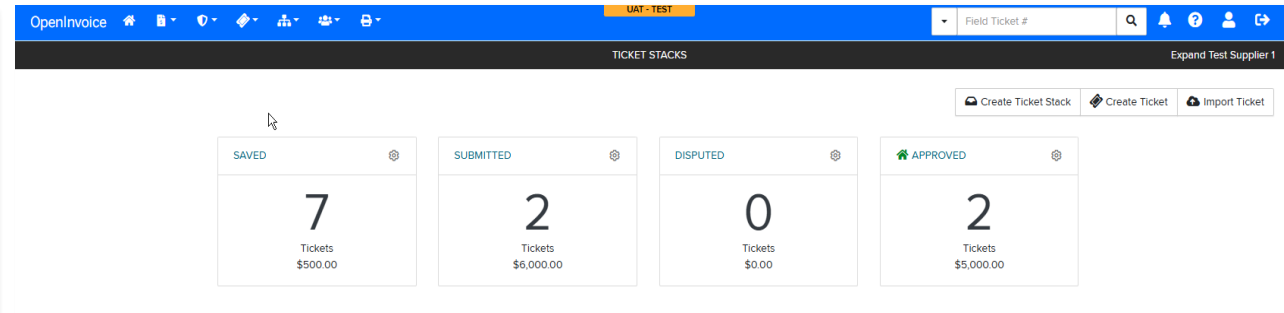 OpenInvoice
UAT - TEST
Field Ticket #
TICKET STACKS
Expand Test Supplier 1
Create Ticket Stack
Create Ticket
Import Ticket
SAVED
SUBMITTED
DISPUTED
APPROVED
7
Tickets
$500.00
2
Tickets
$6,000.00
0
Tickets
$0.00
2
Tickets
$5,000.00